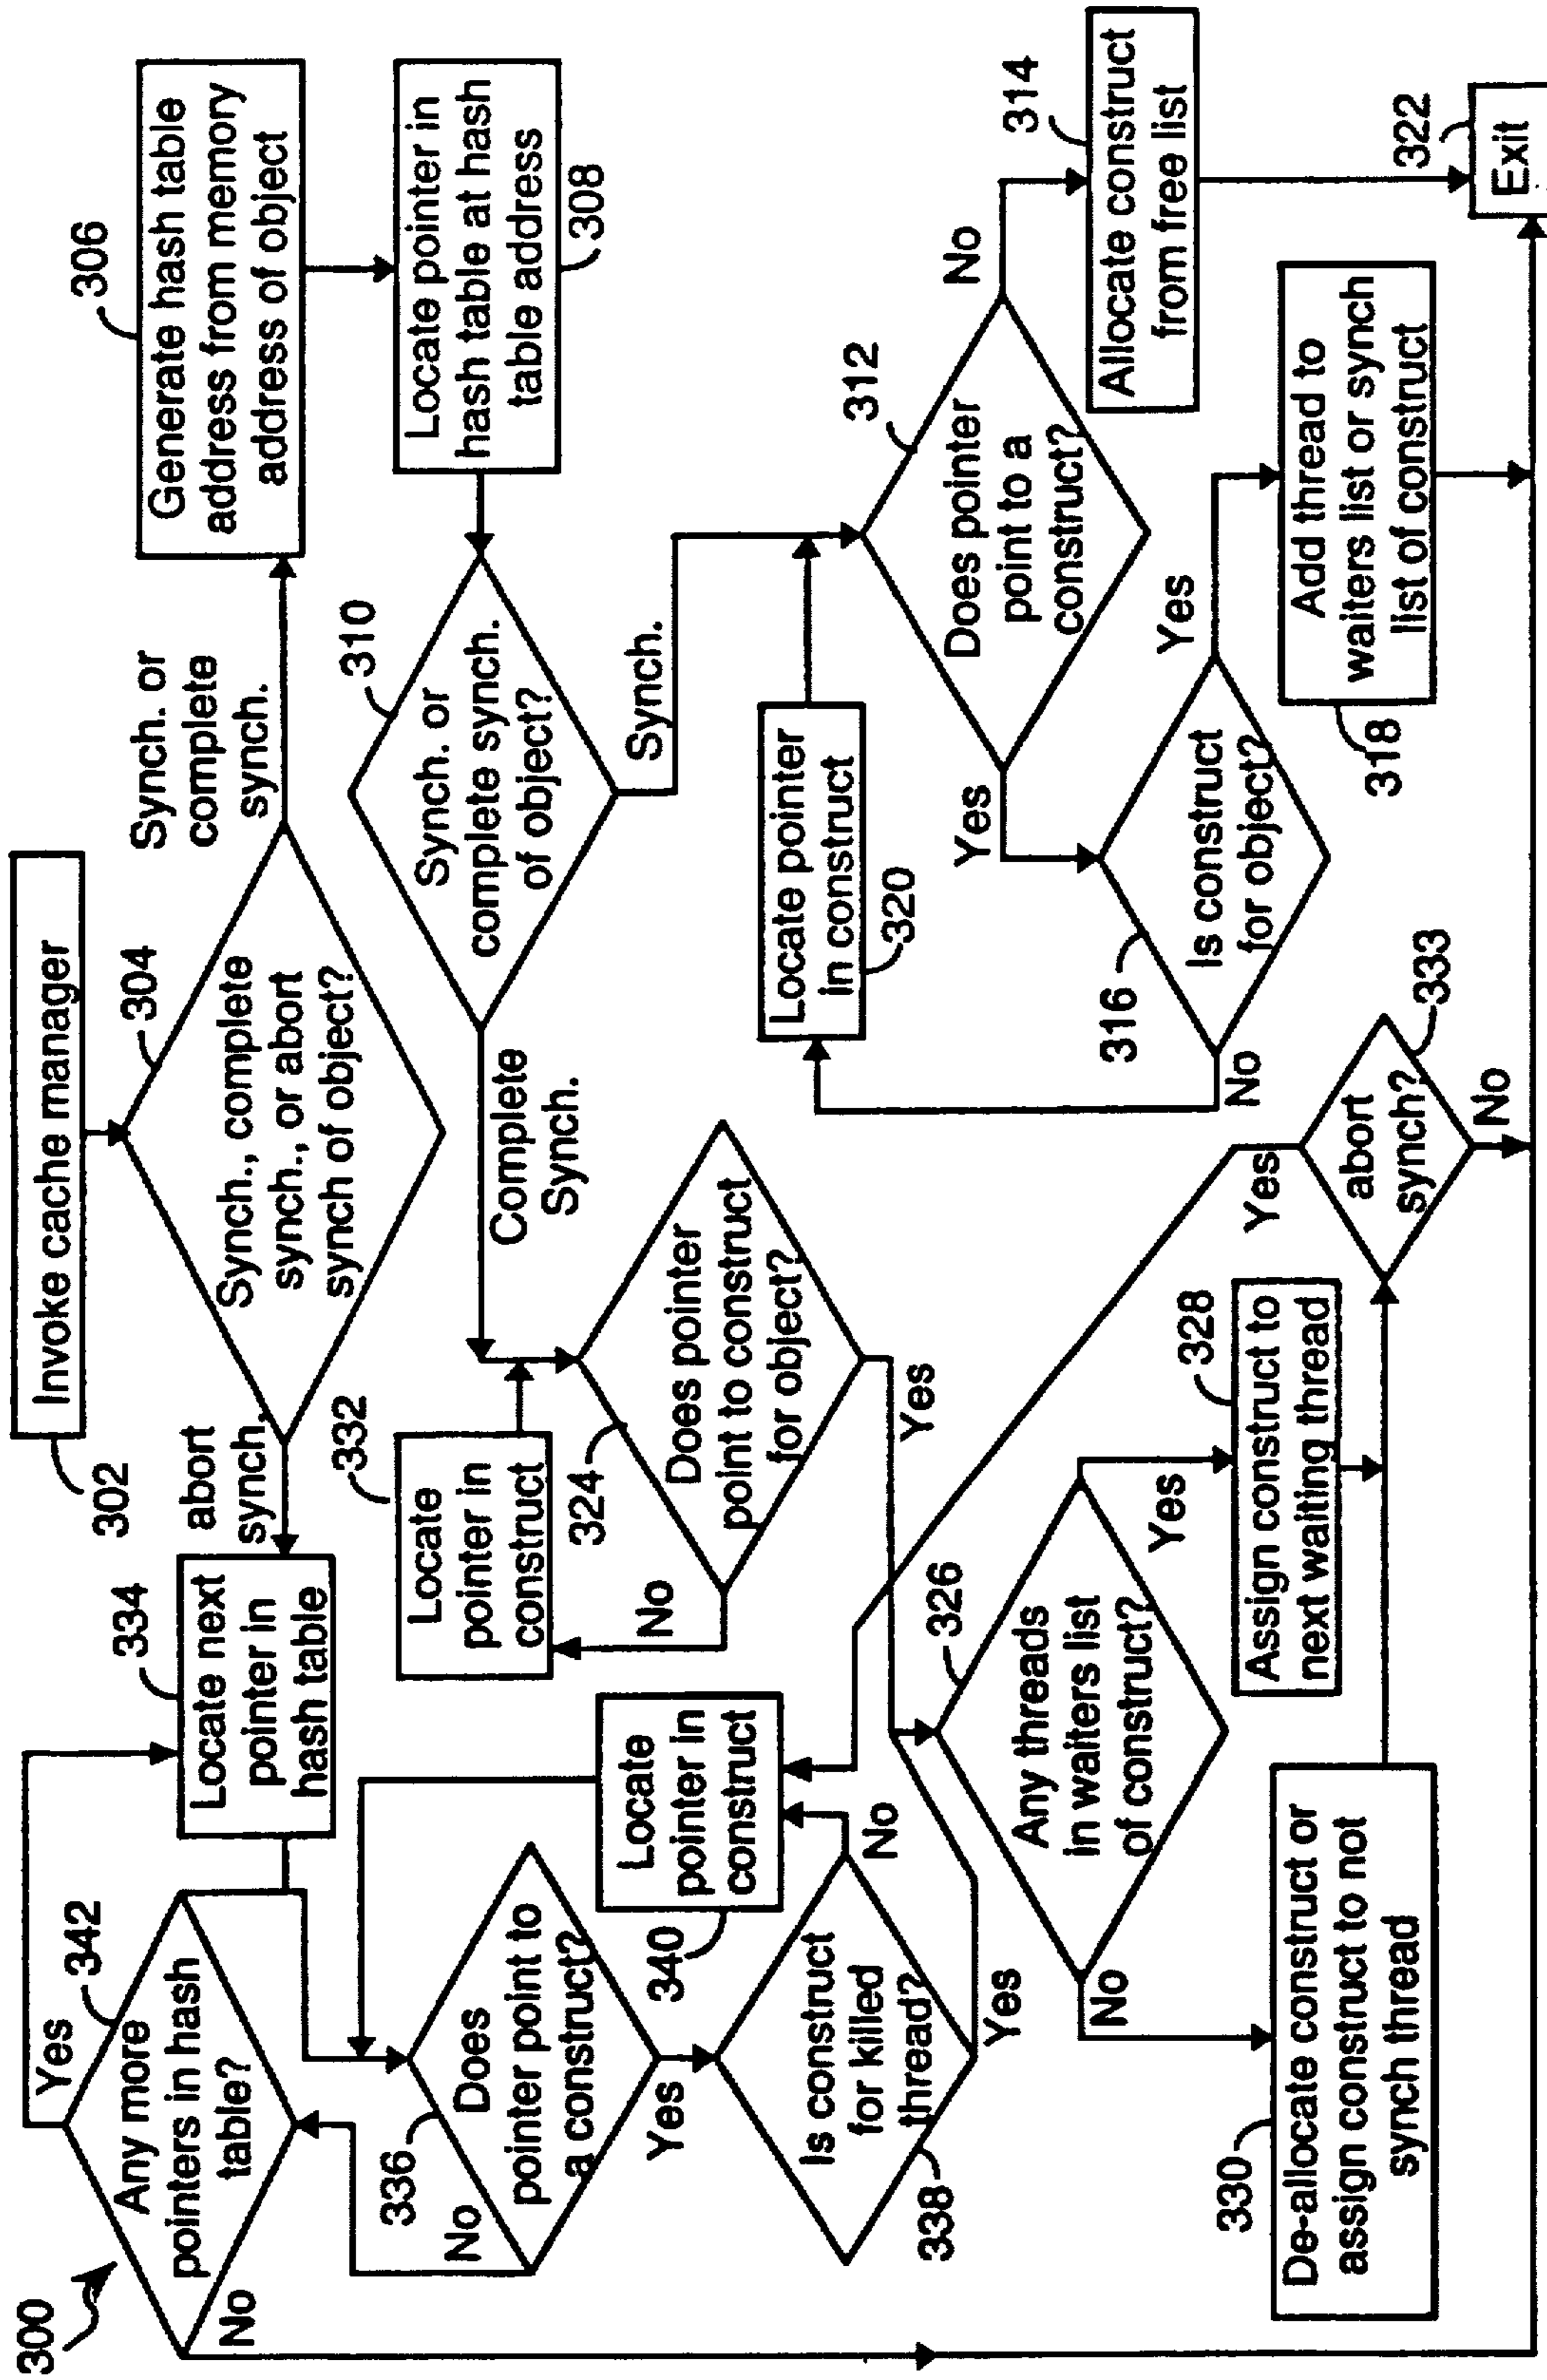 300
302
Invoke cache manager
304
Synch., complete
synch., or abort
synch of object?
abort
synch.
Synch. or
complete
synch.
306
Generate hash table
address from memory
address of object
308
Locate pointer in
hash table at hash
table address
310
Synch. or
complete synch.
of object?
Complete
Synch.
Synch.
312
Does pointer
point to a
construct?
No
Yes
314
Allocate construct
from free list
316
Is construct
for object?
Yes
No
318
Add thread to
waiters list or synch
list of construct
320
Locate pointer
in construct
322
Exit
324
Does pointer
point to construct
for object?
No
Yes
332
Locate
pointer in
construct
326
Any threads
in waiters list
of construct?
Yes
No
328
Assign construct to
next waiting thread
330
De-allocate construct or
assign construct to not
synch thread
333
abort
synch?
Yes
No
334
Locate next
pointer in
hash table
336
Does
pointer point to
a construct?
No
Yes
338
Is construct
for killed
thread?
No
Yes
340
Locate
pointer in
construct
342
Any more
pointers in hash
table?
Yes
No